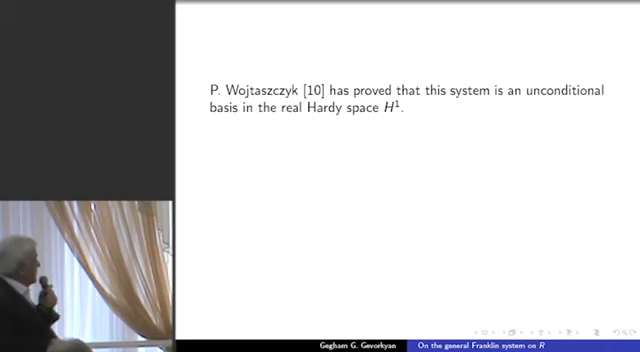 P. Wojtaszczyk [10] has proved that this system is an unconditional
basis in the real Hardy space H¹.
Gegham G. Gevorkyan On the general Franklin system on R